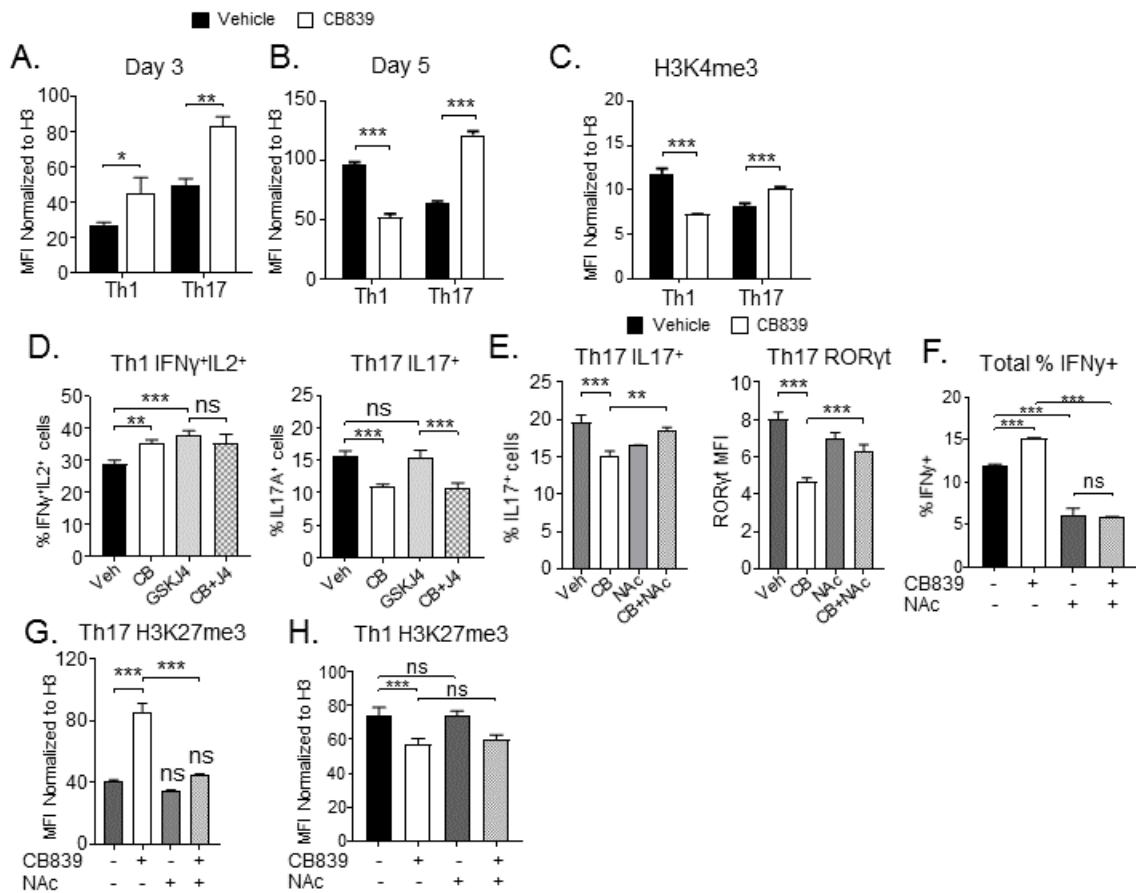 Vehicle CB839
A. B. C.
Day 3 Day 5 H3K4me3
MFI Normalized to H3
100
80
60
40
20
0
* **
Th1 Th17
MFI Normalized to H3
150
100
50
0
*** ***
Th1 Th17
MFI Normalized to H3
20
15
10
5
0
*** ***
Th1 Th17
Vehicle CB839
D. E. F.
Th1 IFNγ+IL2+ Th17 IL17+ Th17 IL17+ Th17 RORγt Total % IFNy+
% IFNγ+IL2+ cells
50
40
30
20
10
0
*** ns
**
Veh CB GSKJ4 CB+J4
% IL17A+ cells
25
20
15
10
5
0
ns
*** ***
Veh CB GSKJ4 CB+J4
% IL17+ cells
25
20
15
10
5
0
*** **
Veh CB NAc CB+NAc
RORγt MFI
10
8
6
4
2
0
*** ***
Veh CB NAc CB+NAc
% IFNy+
20
15
10
5
0
***
***
***
ns
CB839 - + - +
NAc - - + +
G. H.
Th17 H3K27me3 Th1 H3K27me3
MFI Normalized to H3
120
80
40
0
*** ***
ns ns
CB839 - + - +
NAc - - + +
MFI Normalized to H3
100
80
60
40
20
0
ns
*** ns
- + - +
- - + +